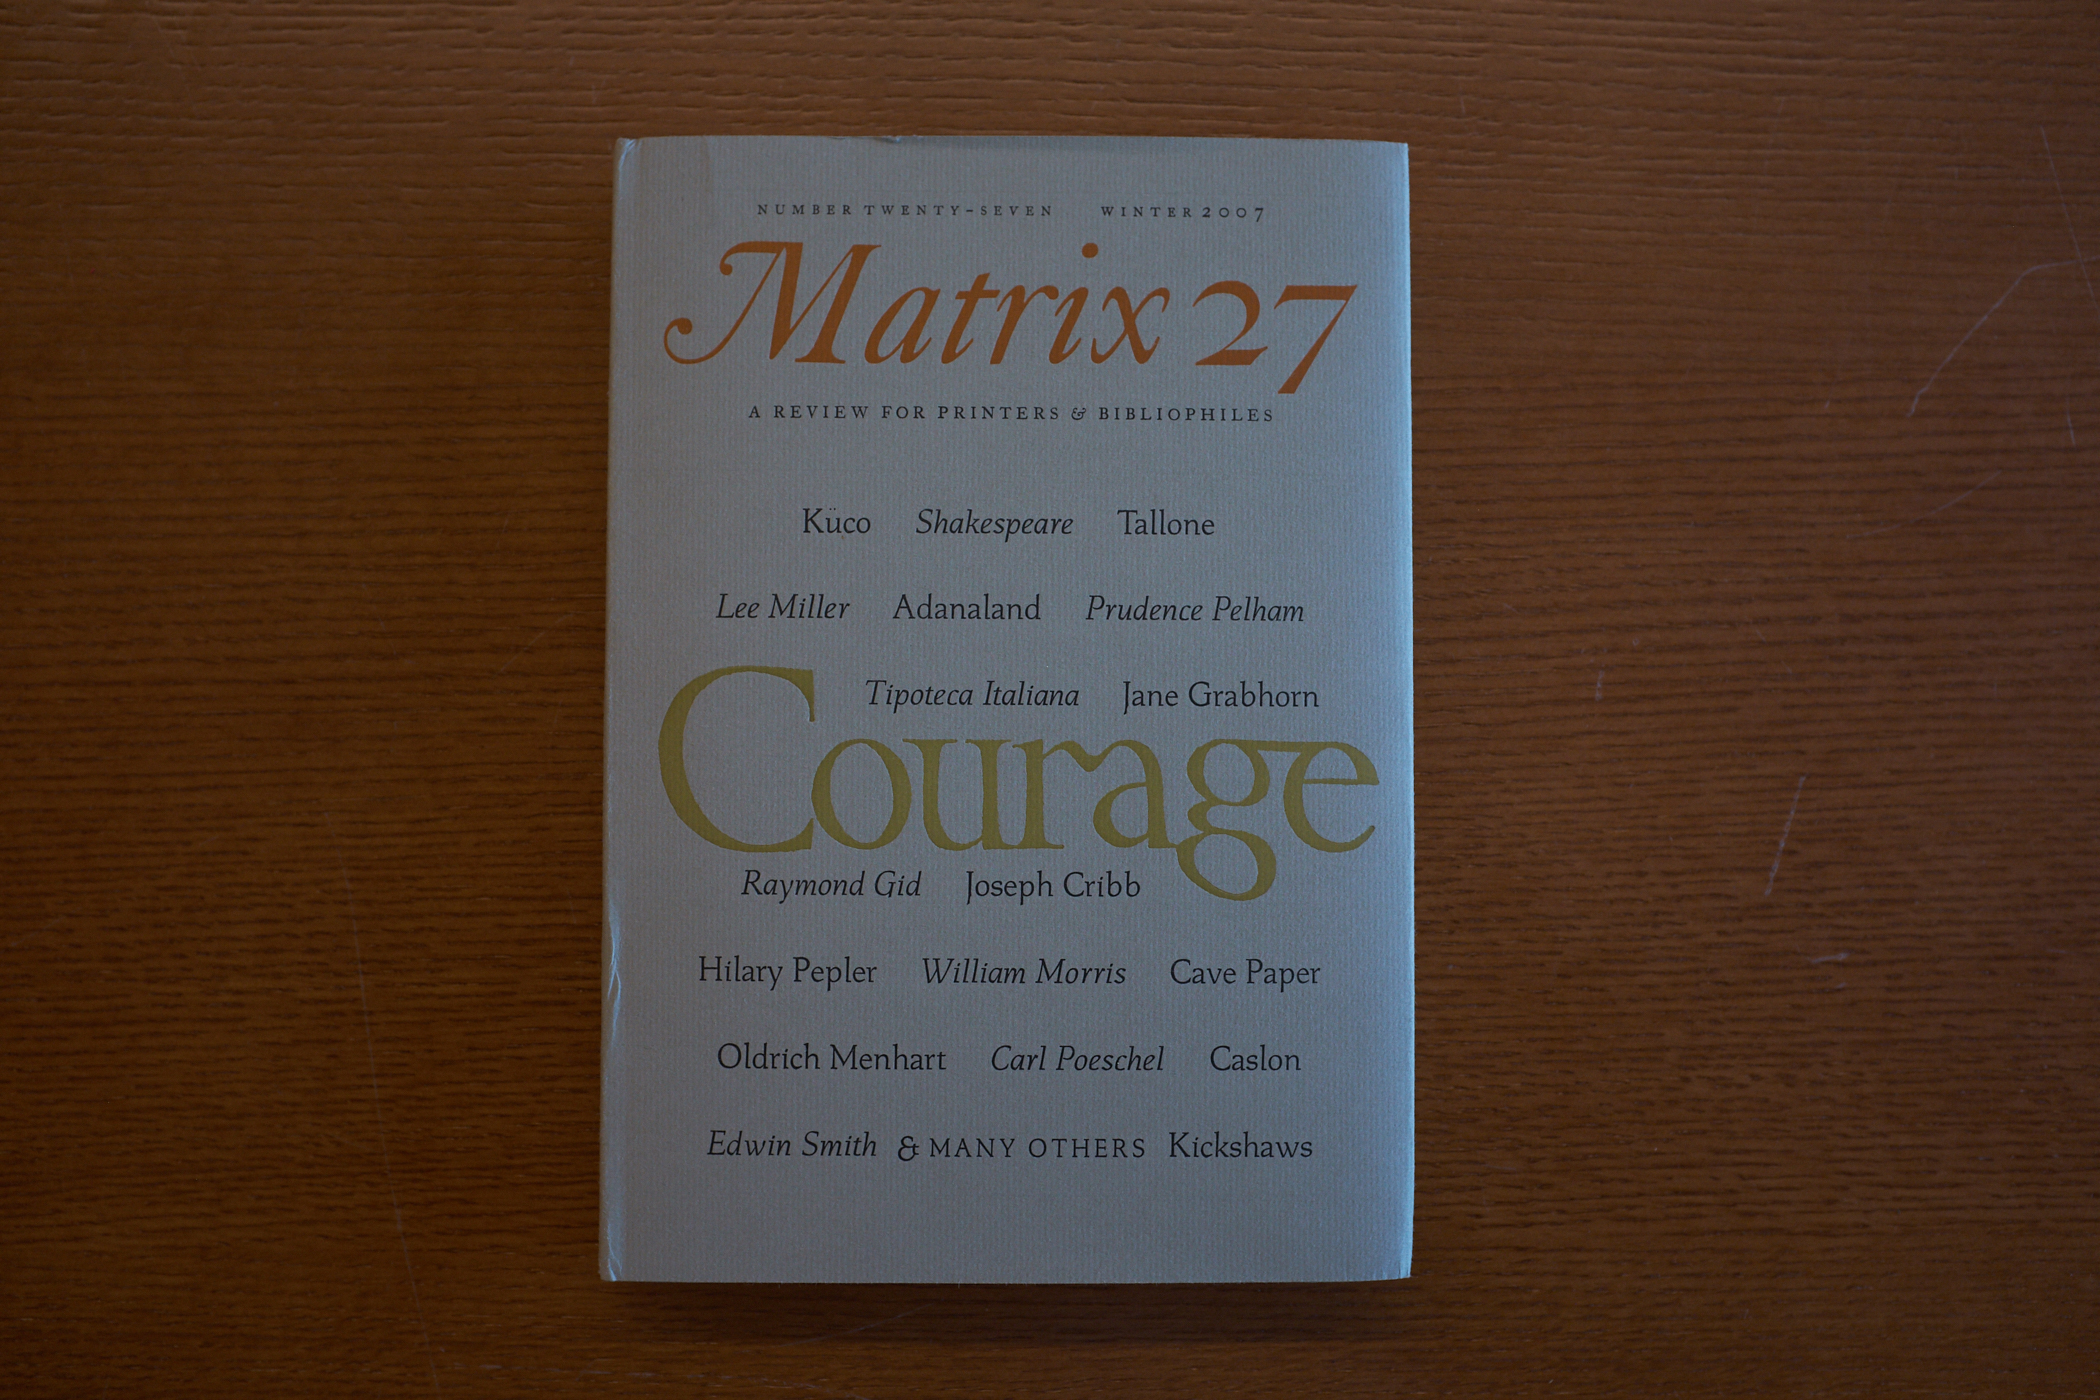 NUMBER TWENTY-SEVEN WINTER 2007
Matrix 27
A REVIEW FOR PRINTERS & BIBLIOPHILES
Küco Shakespeare Tallone
Lee Miller Adanaland Prudence Pelham
Tipoteca Italiana Jane Grabhorn
Courage
Raymond Gid Joseph Cribb
Hilary Pepler William Morris Cave Paper
Oldrich Menhart Carl Poeschel Caslon
Edwin Smith & MANY OTHERS Kickshaws